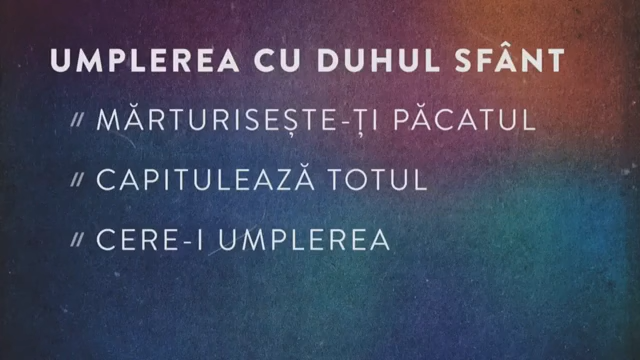 UMPLEREA CU DUHUL SFÂNT
// MĂRTURISEȘTE-ȚI PĂCATUL
// CAPITULEAZĂ TOTUL
// CERE-I UMPLEREA